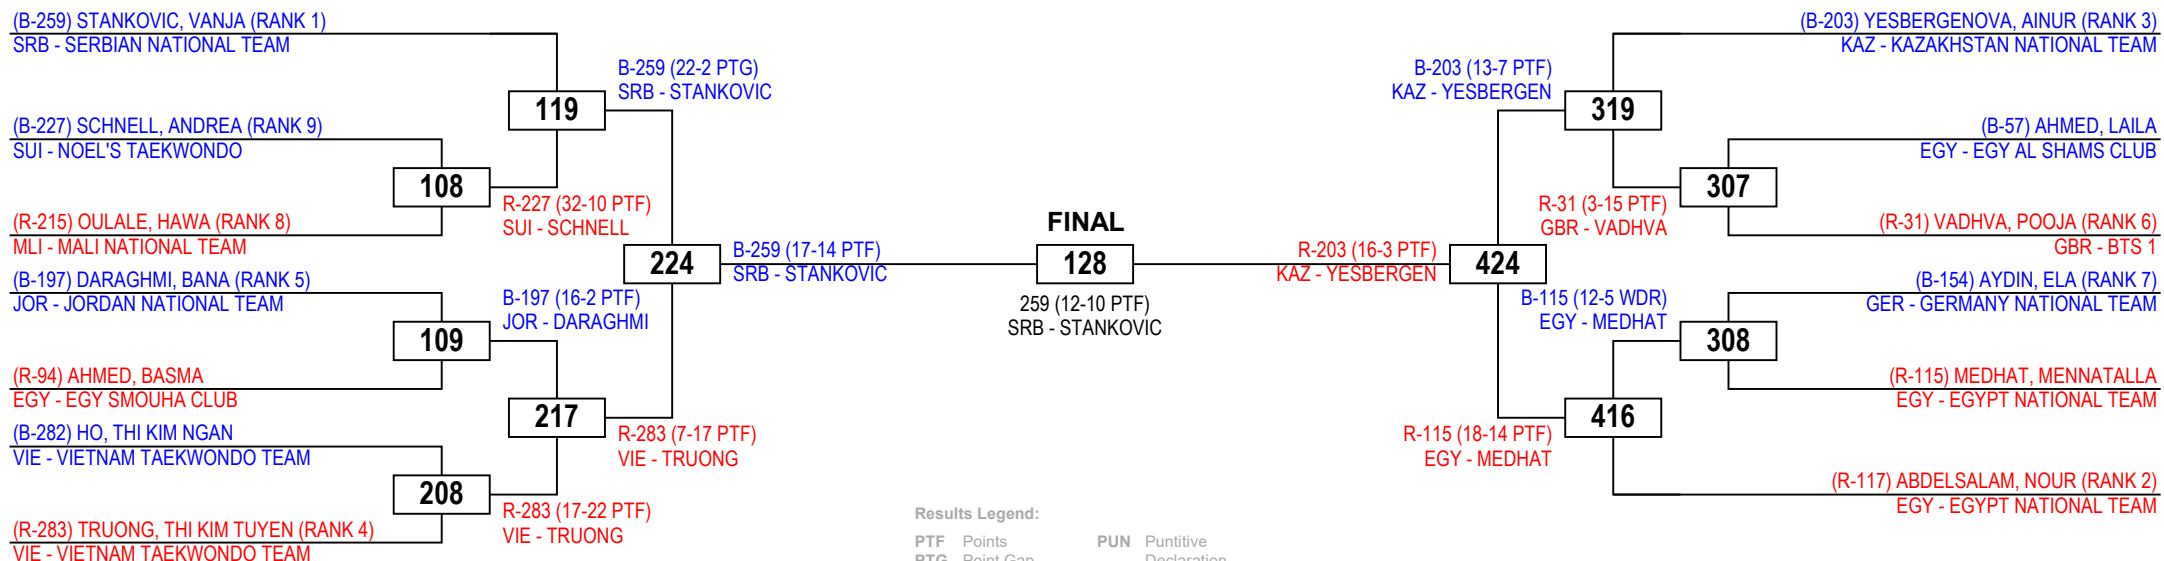 (B-259) STANKOVIC, VANJA (RANK 1)
SRB - SERBIAN NATIONAL TEAM
(B-227) SCHNELL, ANDREA (RANK 9)
SUI - NOEL'S TAEKWONDO
(R-215) OULALE, HAWA (RANK 8)
MLI - MALI NATIONAL TEAM
(B-197) DARAGHMI, BANA (RANK 5)
JOR - JORDAN NATIONAL TEAM
(R-94) AHMED, BASMA
EGY - EGY SMOUHA CLUB
(B-282) HO, THI KIM NGAN
VIE - VIETNAM TAEKWONDO TEAM
(R-283) TRUONG, THI KIM TUYEN (RANK 4)
VIE - VIETNAM TAEKWONDO TEAM
108
109
208
119
R-227 (32-10 PTF)
SUI - SCHNELL
B-197 (16-2 PTF)
JOR - DARAGHMI
217
R-283 (17-22 PTF)
VIE - TRUONG
B-259 (22-2 PTG)
SRB - STANKOVIC
224
R-283 (7-17 PTF)
VIE - TRUONG
B-259 (17-14 PTF)
SRB - STANKOVIC
FINAL
128
259 (12-10 PTF)
SRB - STANKOVIC
R-203 (16-3 PTF)
KAZ - YESBERGEN
B-203 (13-7 PTF)
KAZ - YESBERGEN
424
R-115 (18-14 PTF)
EGY - MEDHAT
319
R-31 (3-15 PTF)
GBR - VADHVA
B-115 (12-5 WDR)
EGY - MEDHAT
416
307
308
(B-203) YESBERGENOVA, AINUR (RANK 3)
KAZ - KAZAKHSTAN NATIONAL TEAM
(B-57) AHMED, LAILA
EGY - EGY AL SHAMS CLUB
(R-31) VADHVA, POOJA (RANK 6)
GBR - BTS 1
(B-154) AYDIN, ELA (RANK 7)
GER - GERMANY NATIONAL TEAM
(R-115) MEDHAT, MENNATALLA
EGY - EGYPT NATIONAL TEAM
(R-117) ABDELSALAM, NOUR (RANK 2)
EGY - EGYPT NATIONAL TEAM
Results Legend:
PTF Points PUN Puntitive
PTG Point Gap Declaration